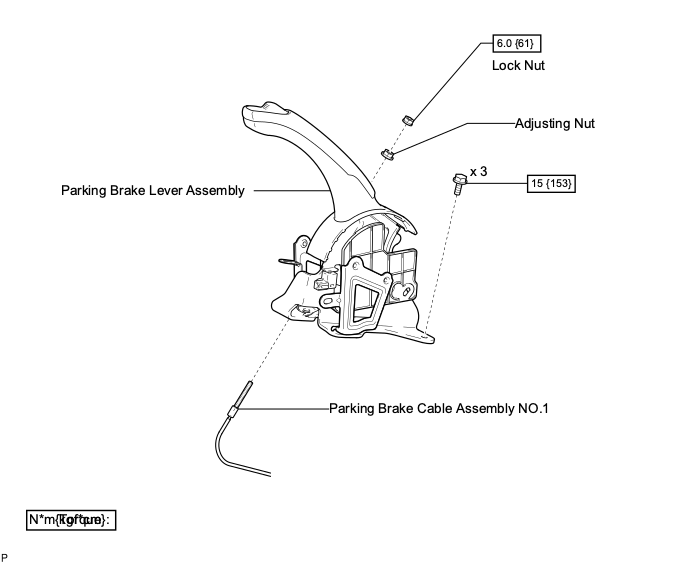 6.0 {61}
Lock Nut
Adjusting Nut
x 3
15 {153}
Parking Brake Lever Assembly
Parking Brake Cable Assembly NO.1
N*m
P